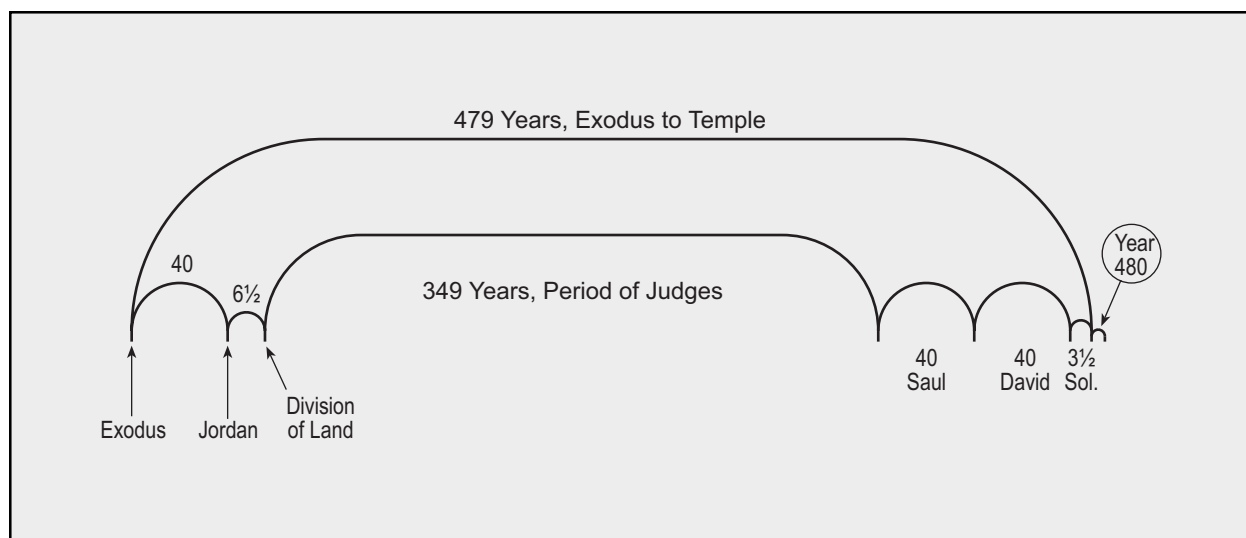 479 Years, Exodus to Temple
Year
480
40
6½
349 Years, Period of Judges
40
Saul
40
David
3½
Sol.
Exodus
Jordan
Division
of Land